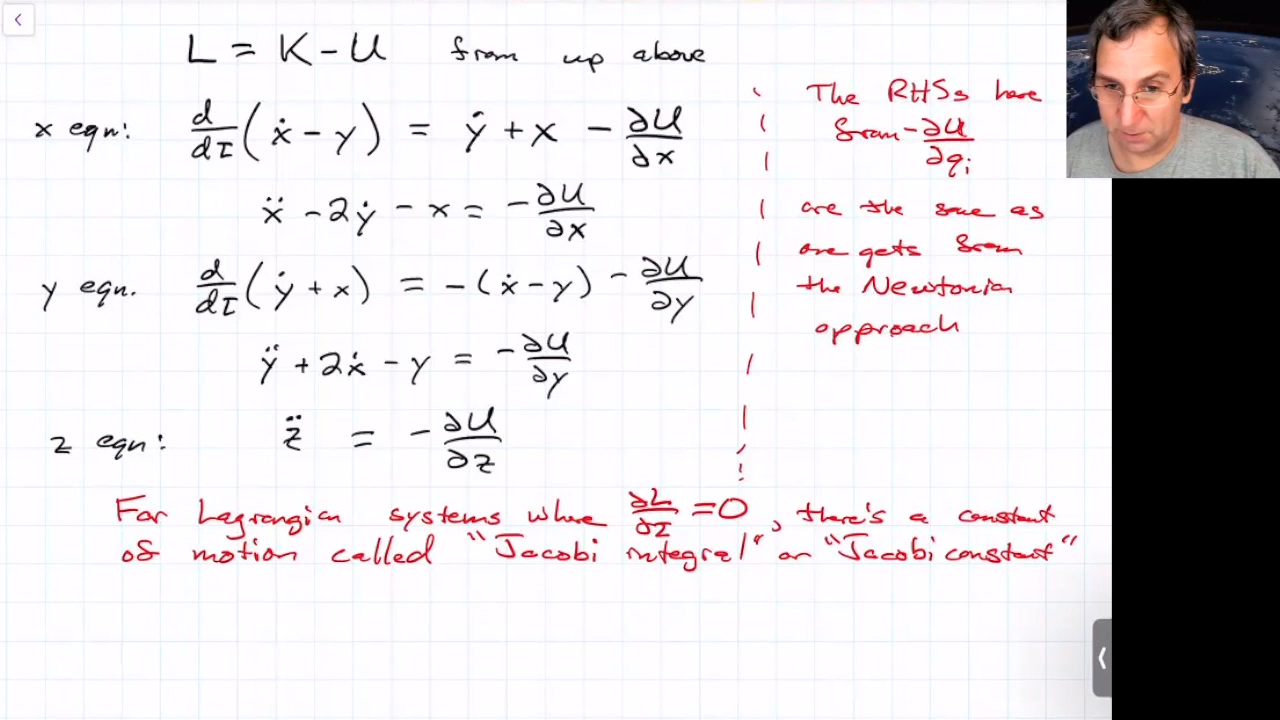 L = K - U from up above
x eqn: d/dτ (ẋ - y) = ẏ + x - ∂U/∂x
ẍ - 2ẏ - x = -∂U/∂x
y eqn. d/dτ (ẏ + x) = -(ẋ - y) - ∂U/∂y
ÿ + 2ẋ - y = -∂U/∂y
z eqn: z̈ = -∂U/∂z
The RHSs here
from -∂U/∂qᵢ
are the same as
one gets from
the Newtonian
approach
For Lagrangian systems where ∂L/∂τ = 0, there's a constant
of motion called "Jacobi integral" or "Jacobi constant"